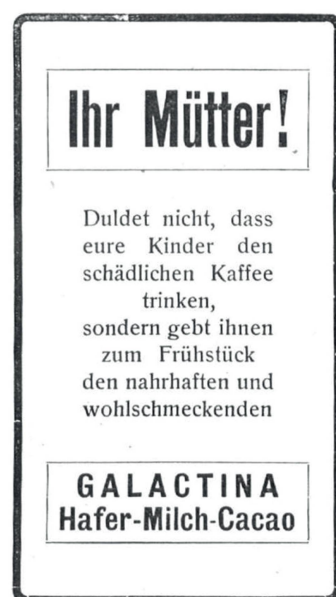 Ihr Mütter!
Duldet nicht, dass
eure Kinder den
schädlichen Kaffee
trinken,
sondern gebt ihnen
zum Frühstück
den nahrhaften und
wohlschmeckenden
GALACTINA
Hafer-Milch-Cacao